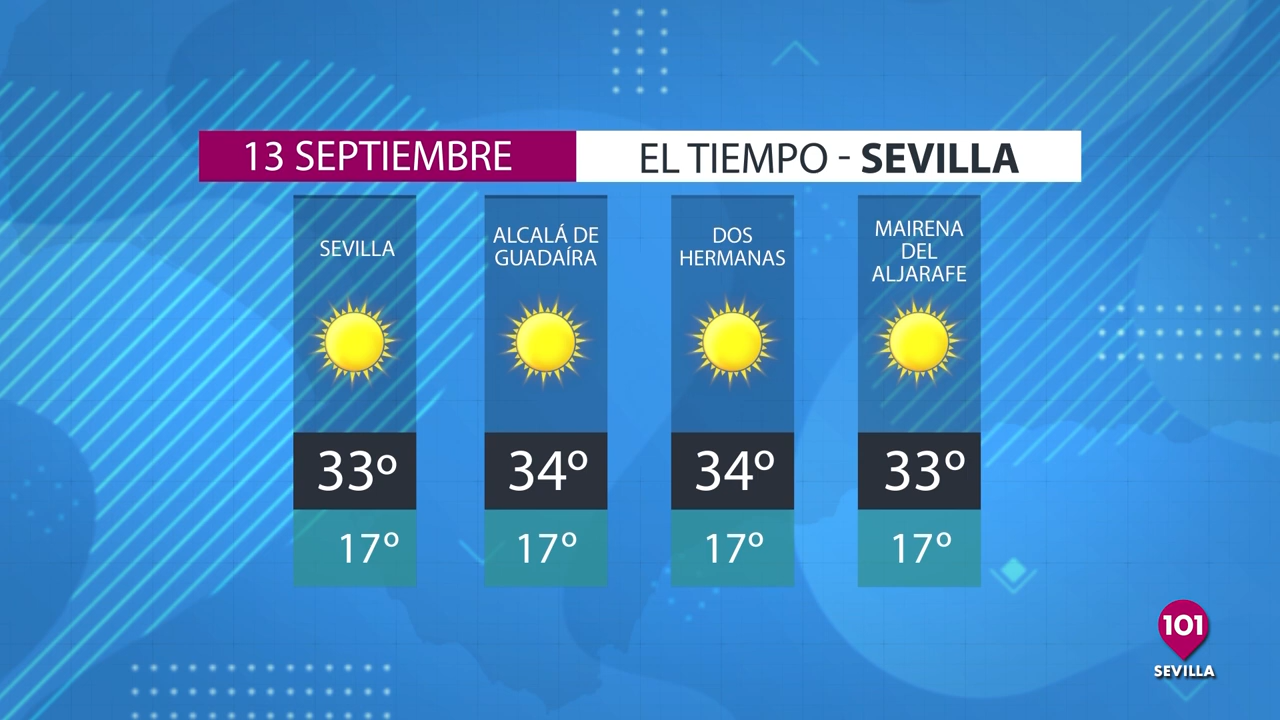 13 SEPTIEMBRE
EL TIEMPO - SEVILLA
SEVILLA
33º
17º
ALCALÁ DE
GUADAÍRA
34º
17º
DOS
HERMANAS
34º
17º
MAIRENA
DEL
ALJARAFE
33º
17º
101
SEVILLA